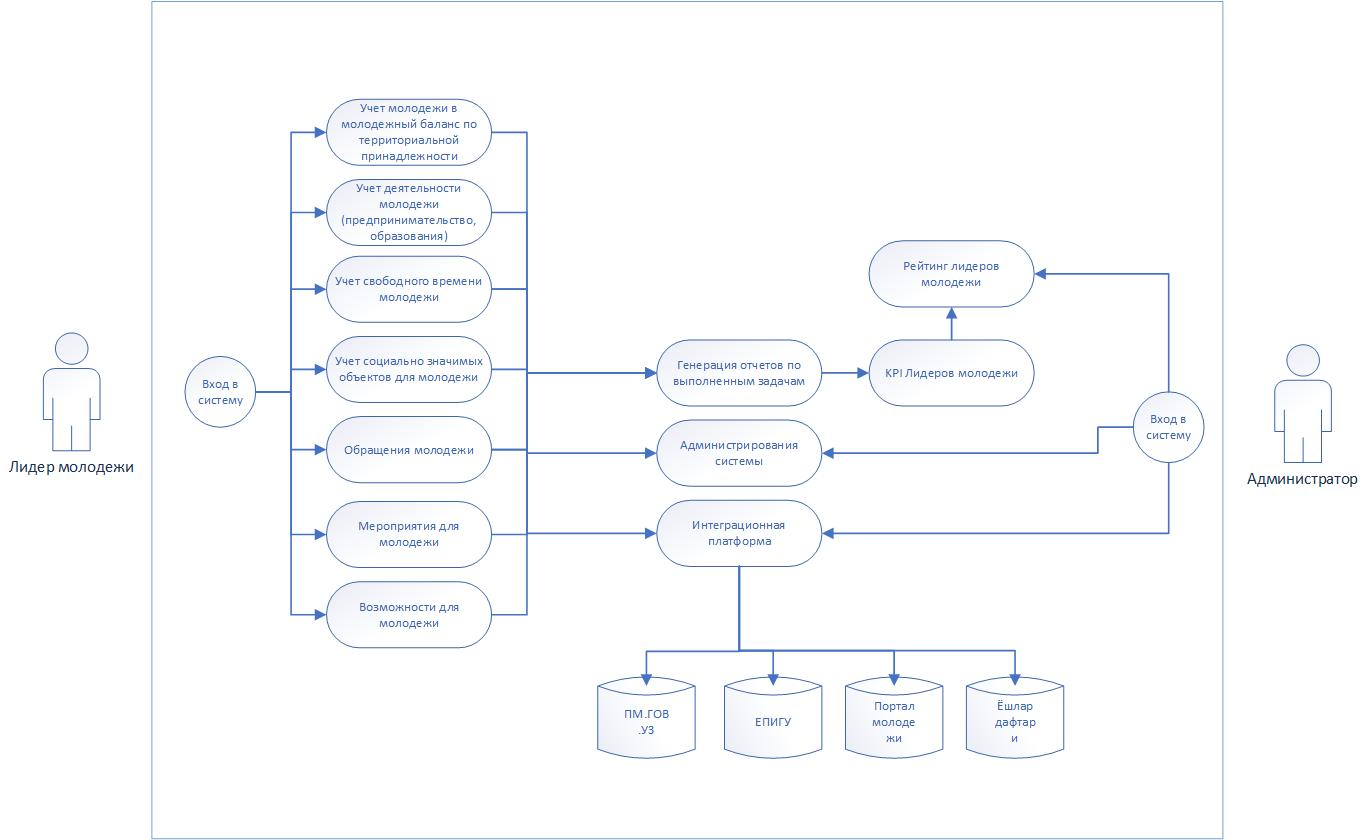 Учет молодежи в
молодежный баланс по
территориальной
принадлежности
Учет деятельности
молодежи
(предпринимательство,
образования)
Учет свободного времени
молодежи
Учет социально значимых
объектов для молодежи
Обращения молодежи
Мероприятия для
молодежи
Возможности для
молодежи
Лидер молодежи
Вход в
систему
Генерация отчетов по
выполненным задачам
Администрирования
системы
Интеграционная
платформа
Рейтинг лидеров
молодежи
KPI Лидеров молодежи
Вход в
систему
Администратор
ПМ.ГОВ
.УЗ
ЕПИГУ
Портал
молоде
жи
Ёшлар
дафтар
и